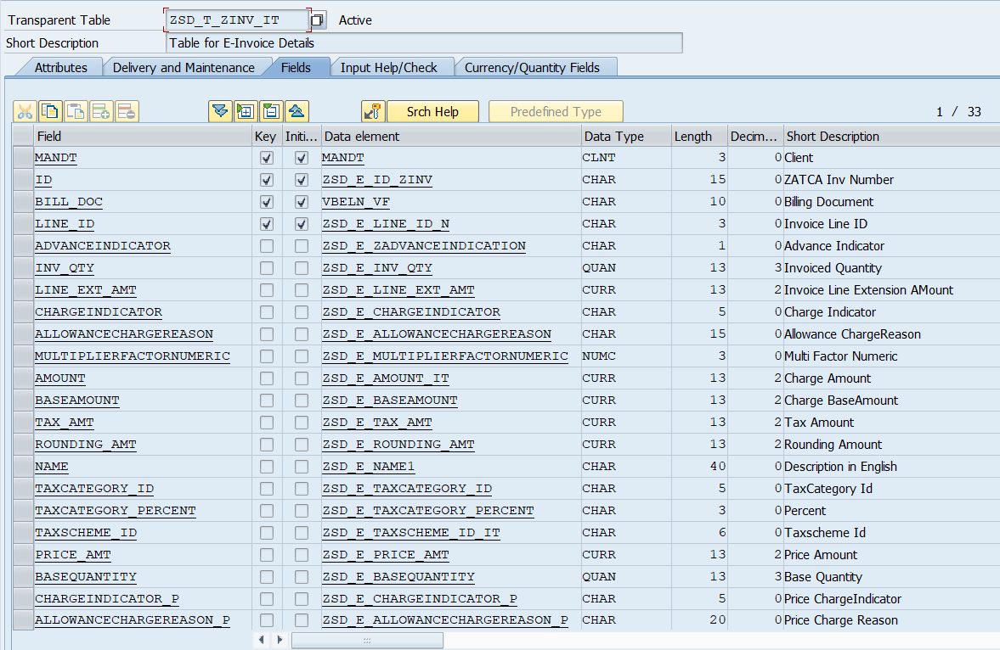 Transparent Table ZSD_T_ZINV_IT Active
Short Description Table for E-Invoice Details
Attributes Delivery and Maintenance Fields Input Help/Check Currency/Quantity Fields
Srch Help Predefined Type 1 / 33
Field Key Initi... Data element Data Type Length Decim... Short Description
MANDT MANDT CLNT 3 0 Client
ID ZSD_E_ID_ZINV CHAR 15 0 ZATCA Inv Number
BILL_DOC VBELN_VF CHAR 10 0 Billing Document
LINE_ID ZSD_E_LINE_ID_N CHAR 3 0 Invoice Line ID
ADVANCEINDICATOR ZSD_E_ZADVANCEINDICATION CHAR 1 0 Advance Indicator
INV_QTY ZSD_E_INV_QTY QUAN 13 3 Invoiced Quantity
LINE_EXT_AMT ZSD_E_LINE_EXT_AMT CURR 13 2 Invoice Line Extension AMount
CHARGEINDICATOR ZSD_E_CHARGEINDICATOR CHAR 5 0 Charge Indicator
ALLOWANCECHARGEREASON ZSD_E_ALLOWANCECHARGEREASON CHAR 15 0 Allowance ChargeReason
MULTIPLIERFACTORNUMERIC ZSD_E_MULTIPLIERFACTORNUMERIC NUMC 3 0 Multi Factor Numeric
AMOUNT ZSD_E_AMOUNT_IT CURR 13 2 Charge Amount
BASEAMOUNT ZSD_E_BASEAMOUNT CURR 13 2 Charge BaseAmount
TAX_AMT ZSD_E_TAX_AMT CURR 13 2 Tax Amount
ROUNDING_AMT ZSD_E_ROUNDING_AMT CURR 13 2 Rounding Amount
NAME ZSD_E_NAME1 CHAR 40 0 Description in English
TAXCATEGORY_ID ZSD_E_TAXCATEGORY_ID CHAR 5 0 TaxCategory Id
TAXCATEGORY_PERCENT ZSD_E_TAXCATEGORY_PERCENT CHAR 3 0 Percent
TAXSCHEME_ID ZSD_E_TAXSCHEME_ID_IT CHAR 6 0 Taxscheme Id
PRICE_AMT ZSD_E_PRICE_AMT CURR 13 2 Price Amount
BASEQUANTITY ZSD_E_BASEQUANTITY QUAN 13 3 Base Quantity
CHARGEINDICATOR_P ZSD_E_CHARGEINDICATOR_P CHAR 5 0 Price ChargeIndicator
ALLOWANCECHARGEREASON_P ZSD_E_ALLOWANCECHARGEREASON_P CHAR 20 0 Price Charge Reason